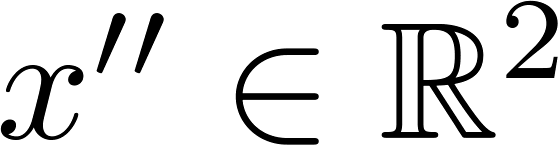 x′′ ∈ ℝ²